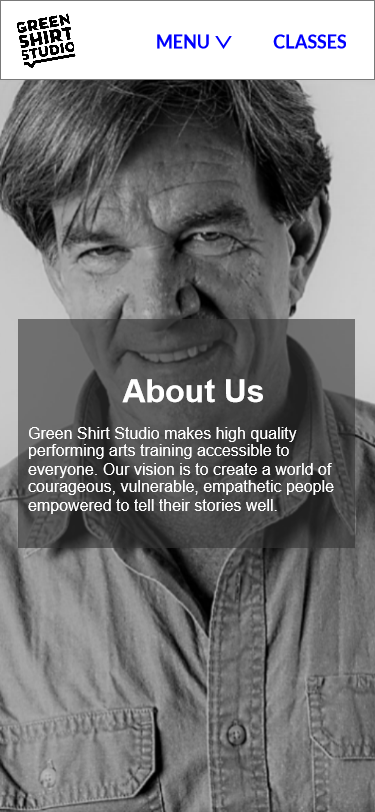 GREEN
SHIRT
STUDIO
MENU
CLASSES
About Us
Green Shirt Studio makes high quality
performing arts training accessible to
everyone. Our vision is to create a world of
courageous, vulnerable, empathetic people
empowered to tell their stories well.